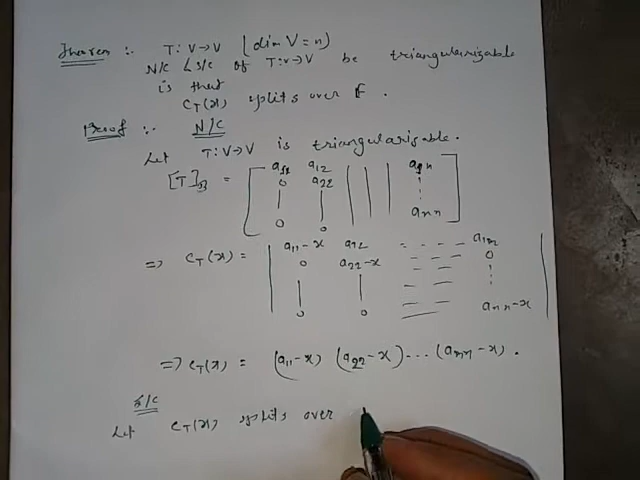 Theorem :- T: V→V (dim V = n)
N/C & S/C of T: V→V be triangularizable
is that
C_T(x) splits over F.
Proof :- N/C
Let T: V→V is triangularisable.
[T]_B = [ a11 a12 | | | a1n
0 a22 ⋮
| |
0 0 ann ]
=> C_T(x) = | a11-x a12 - - - - a1n
0 a22-x 0
| | ⋮
0 0 ann-x |
=> C_T(x) = (a11-x) (a22-x) ... (ann-x).
S/C
Let C_T(x) splits over